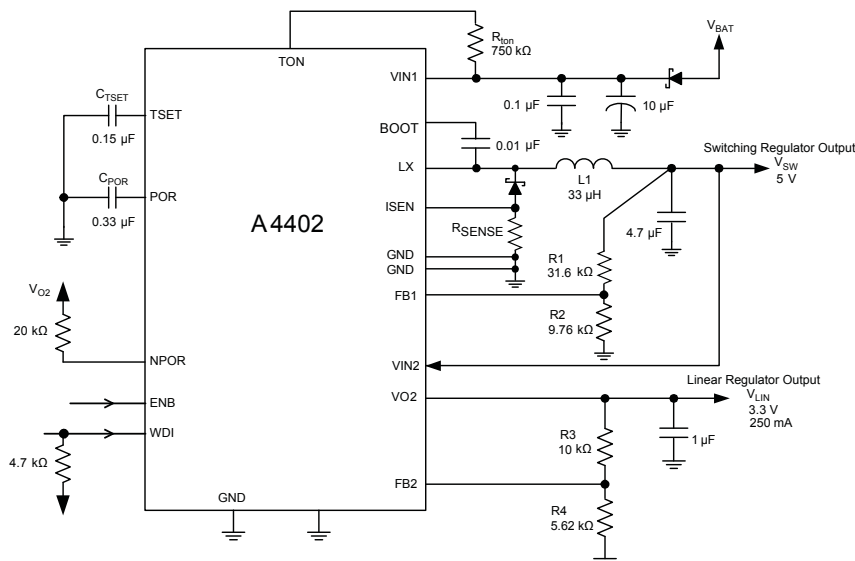 TON
R_ton
750 kΩ
V_BAT
VIN1
0.1 µF
10 µF
C_TSET
TSET
0.15 µF
BOOT
0.01 µF
Switching Regulator Output
V_SW
5 V
LX
L1
33 µH
C_POR
POR
0.33 µF
A4402
ISEN
R_SENSE
4.7 µF
GND
GND
R1
31.6 kΩ
FB1
V_O2
R2
9.76 kΩ
20 kΩ
NPOR
VIN2
Linear Regulator Output
V_LIN
3.3 V
250 mA
ENB
VO2
WDI
R3
10 kΩ
1 µF
4.7 kΩ
FB2
GND
R4
5.62 kΩ